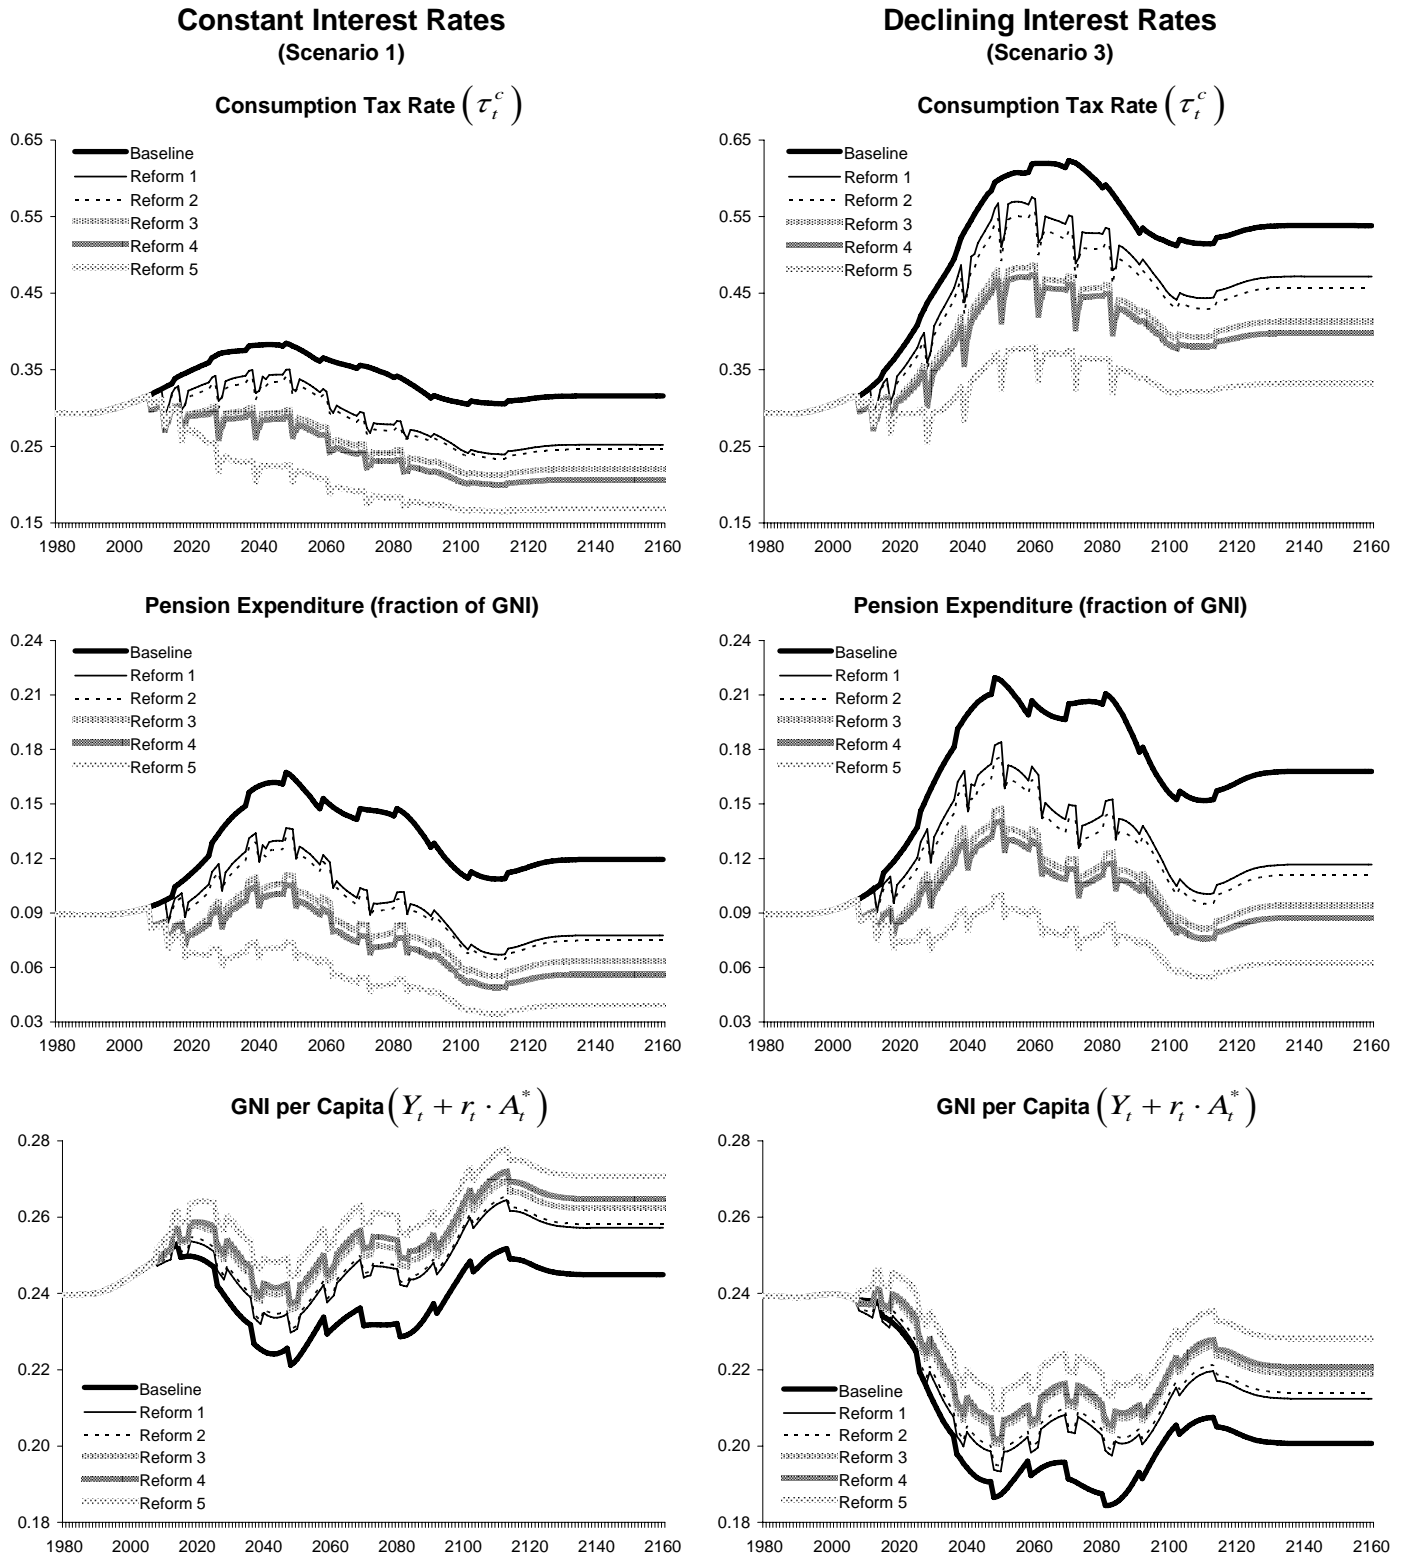 Constant Interest Rates
(Scenario 1)
Declining Interest Rates
(Scenario 3)
Consumption Tax Rate (τ_t^c)
0.65
0.55
0.45
0.35
0.25
0.15
Baseline
Reform 1
Reform 2
Reform 3
Reform 4
Reform 5
1980 2000 2020 2040 2060 2080 2100 2120 2140 2160
Consumption Tax Rate (τ_t^c)
0.65
0.55
0.45
0.35
0.25
0.15
Baseline
Reform 1
Reform 2
Reform 3
Reform 4
Reform 5
1980 2000 2020 2040 2060 2080 2100 2120 2140 2160
Pension Expenditure (fraction of GNI)
0.24
0.21
0.18
0.15
0.12
0.09
0.06
0.03
Baseline
Reform 1
Reform 2
Reform 3
Reform 4
Reform 5
1980 2000 2020 2040 2060 2080 2100 2120 2140 2160
Pension Expenditure (fraction of GNI)
0.24
0.21
0.18
0.15
0.12
0.09
0.06
0.03
Baseline
Reform 1
Reform 2
Reform 3
Reform 4
Reform 5
1980 2000 2020 2040 2060 2080 2100 2120 2140 2160
GNI per Capita (Y_t + r_t · A_t^*)
0.28
0.26
0.24
0.22
0.20
0.18
Baseline
Reform 1
Reform 2
Reform 3
Reform 4
Reform 5
1980 2000 2020 2040 2060 2080 2100 2120 2140 2160
GNI per Capita (Y_t + r_t · A_t^*)
0.28
0.26
0.24
0.22
0.20
0.18
Baseline
Reform 1
Reform 2
Reform 3
Reform 4
Reform 5
1980 2000 2020 2040 2060 2080 2100 2120 2140 2160